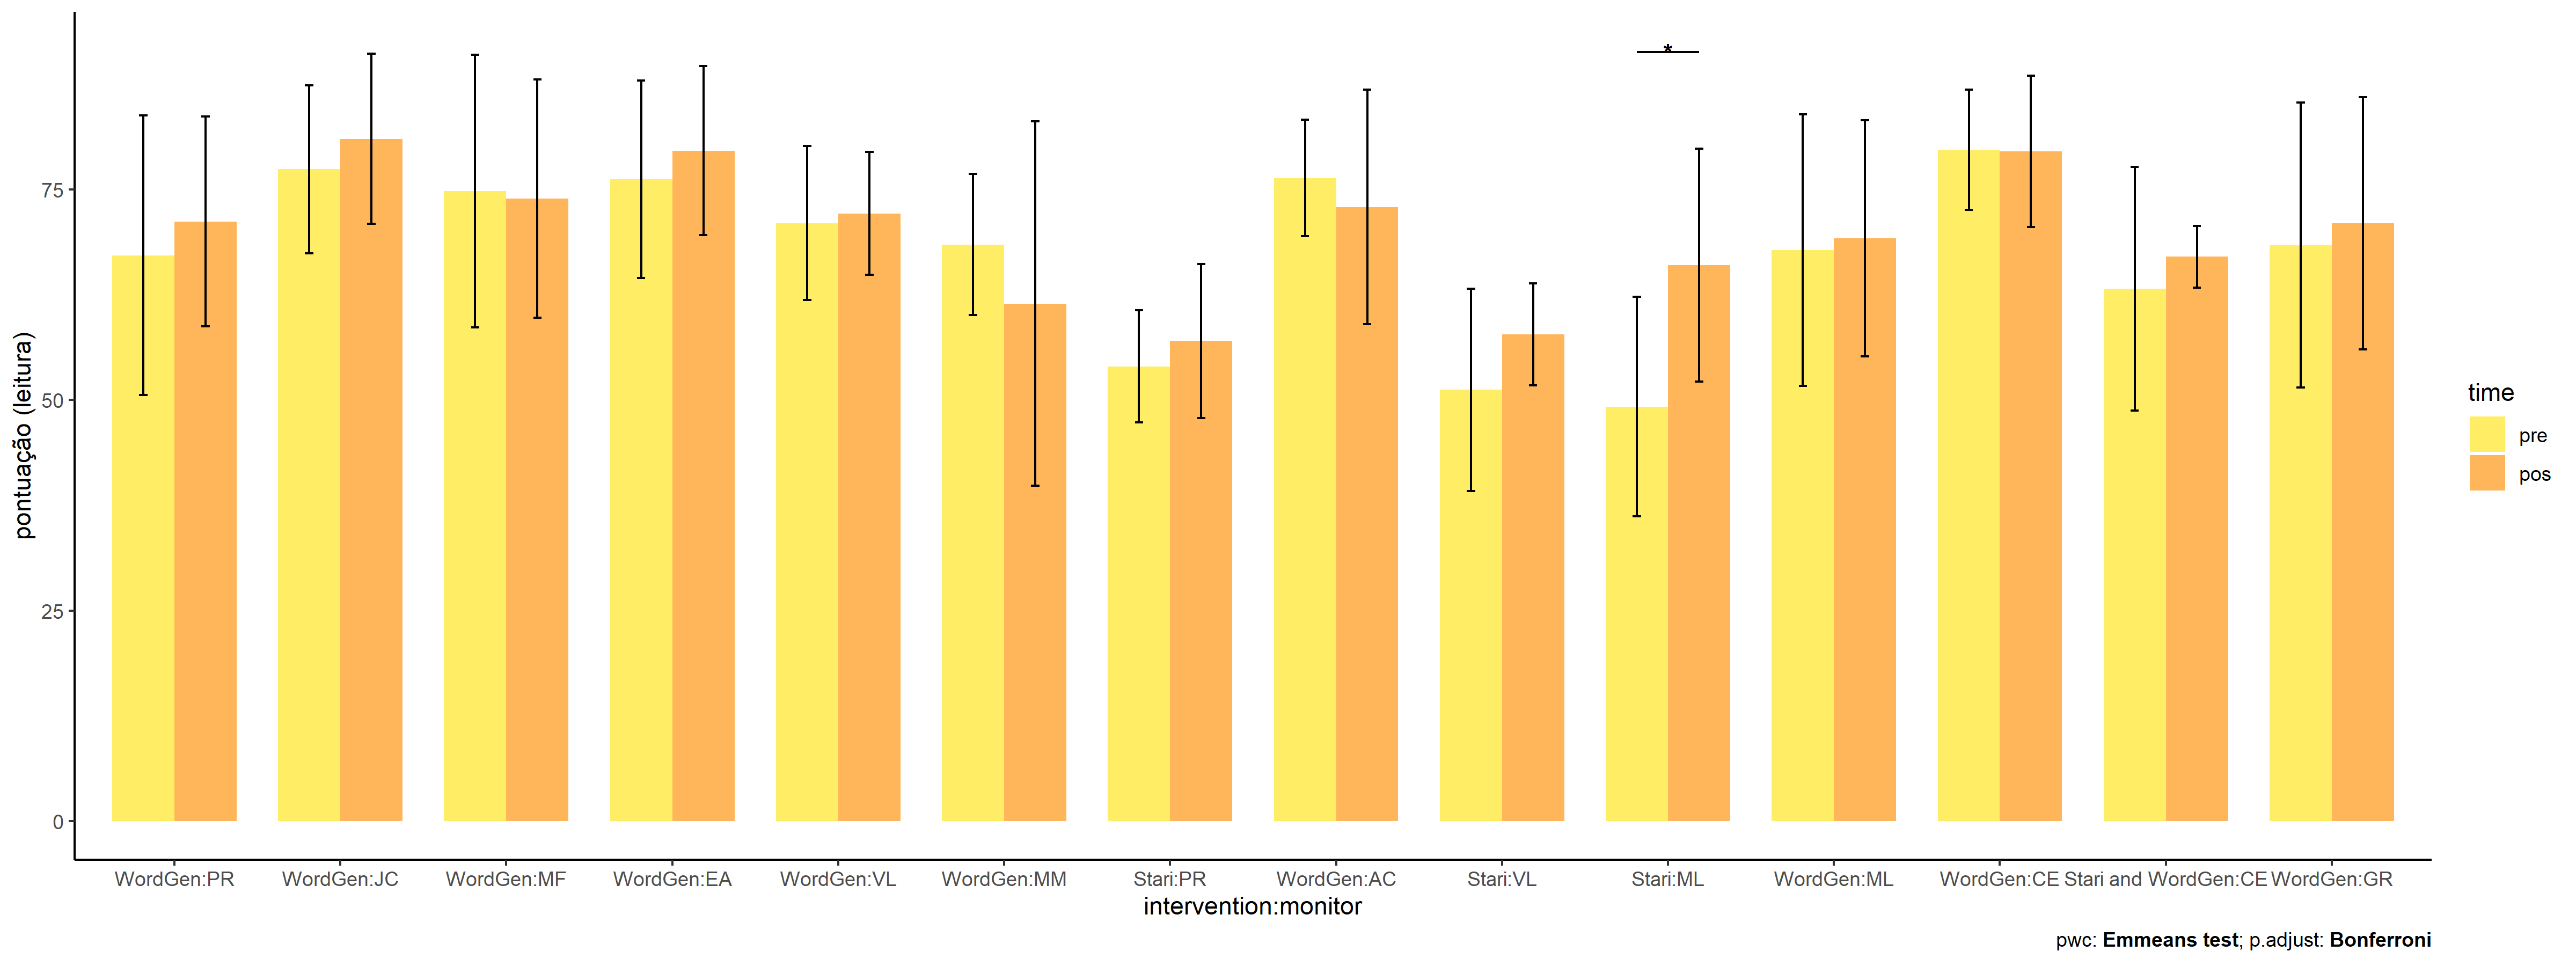 *
pontuação (leitura)
75
50
25
0
WordGen:PR WordGen:JC WordGen:MF WordGen:EA WordGen:VL WordGen:MM Stari:PR WordGen:AC Stari:VL Stari:ML WordGen:ML WordGen:CE Stari and WordGen:CE WordGen:GR
intervention:monitor
time
pre
pos
pwc: Emmeans test; p.adjust: Bonferroni